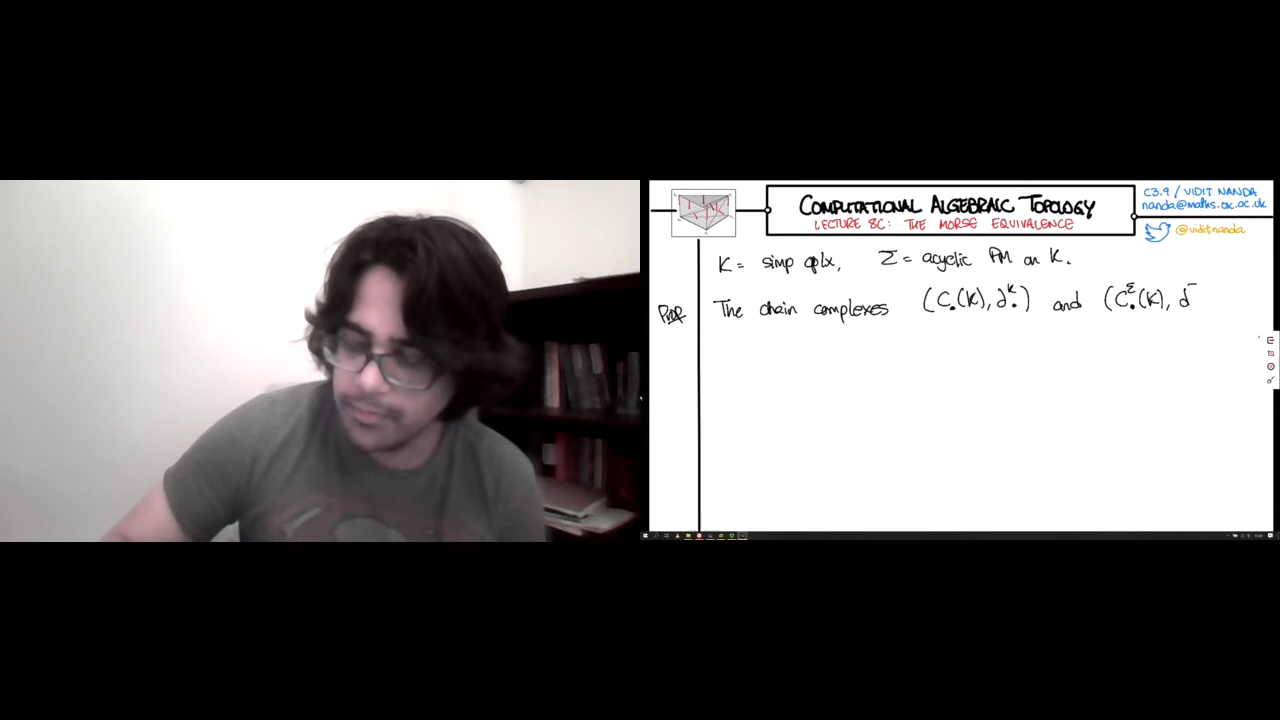 COMPUTATIONAL ALGEBRAIC TOPOLOGY
LECTURE 8C: THE MORSE EQUIVALENCE
C3.9 / VIDIT NANDA
nanda@maths.ox.ac.uk
@viditnanda
K = simp cplx, Σ = acyclic PM on K.
Prop The chain complexes (C•(K), ∂•ᴷ) and (C•^Σ(K), ∂